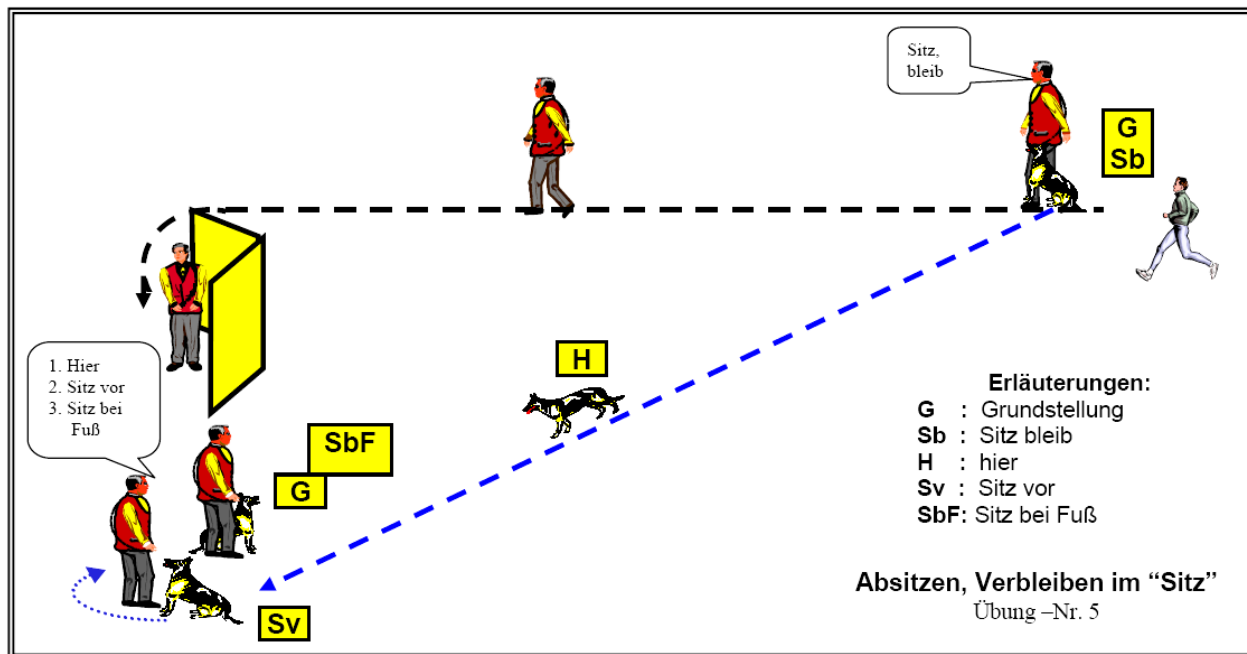 Sitz,
bleib
G
Sb
H
1. Hier
2. Sitz vor
3. Sitz bei
Fuß
SbF
G
Sv
Erläuterungen:
G : Grundstellung
Sb : Sitz bleib
H : hier
Sv : Sitz vor
SbF: Sitz bei Fuß
Absitzen, Verbleiben im “Sitz”
Übung –Nr. 5